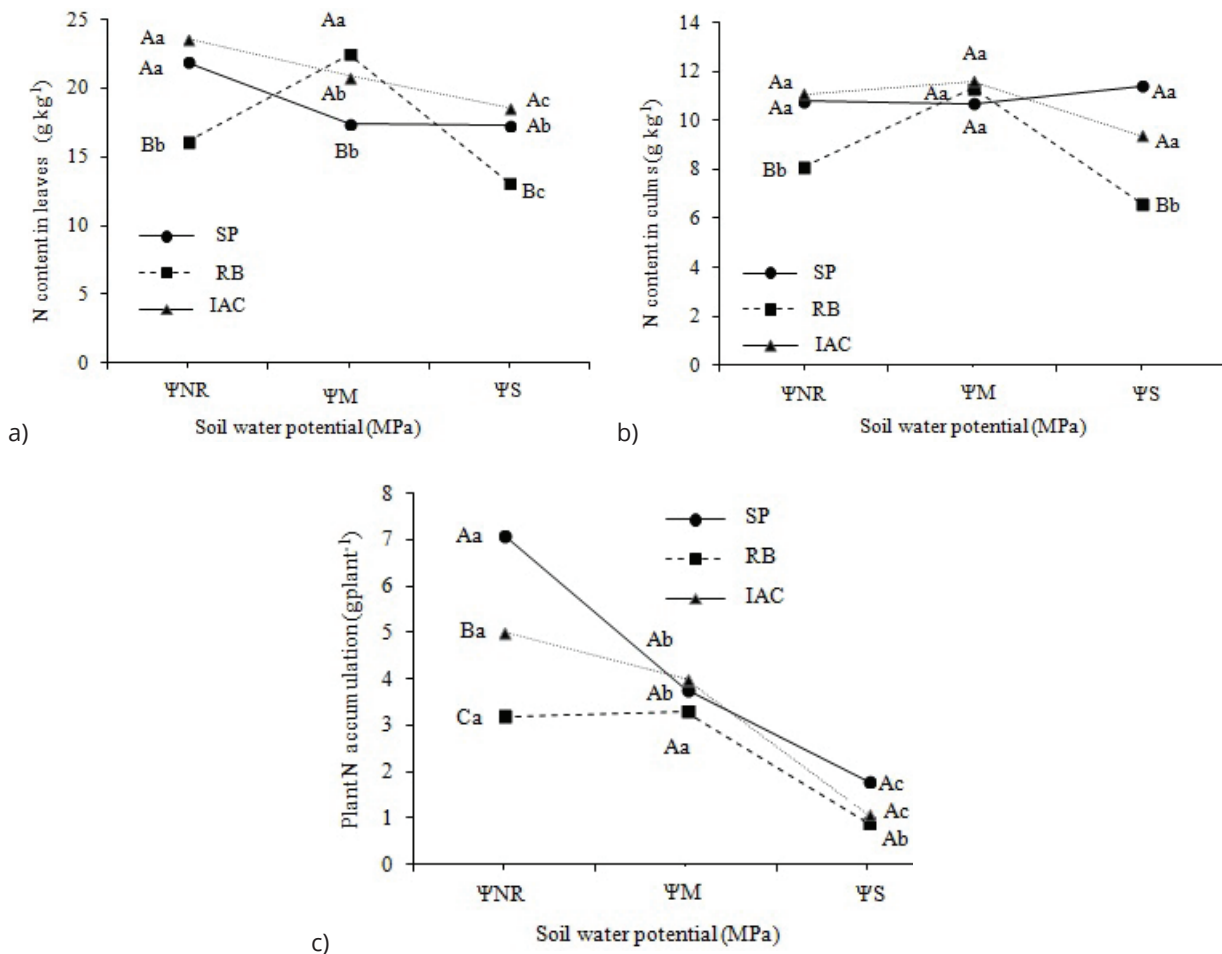 25
20
15
10
5
0
N content in leaves (g kg⁻¹)
Aa
Aa
Bb
Aa
Ab
Bb
Ac
Ab
Bc
SP
RB
IAC
ΨNR
ΨM
ΨS
Soil water potential (MPa)
a)
14
12
10
8
6
4
2
0
N content in culms (g kg⁻¹)
Aa
Aa
Bb
Aa
Aa
Aa
Aa
Aa
Bb
SP
RB
IAC
ΨNR
ΨM
ΨS
Soil water potential (MPa)
b)
8
7
6
5
4
3
2
1
0
Plant N accumulation (gplant⁻¹)
Aa
Ba
Ca
Ab
Ab
Aa
Ac
Ac
Ab
SP
RB
IAC
ΨNR
ΨM
ΨS
Soil water potential (MPa)
c)